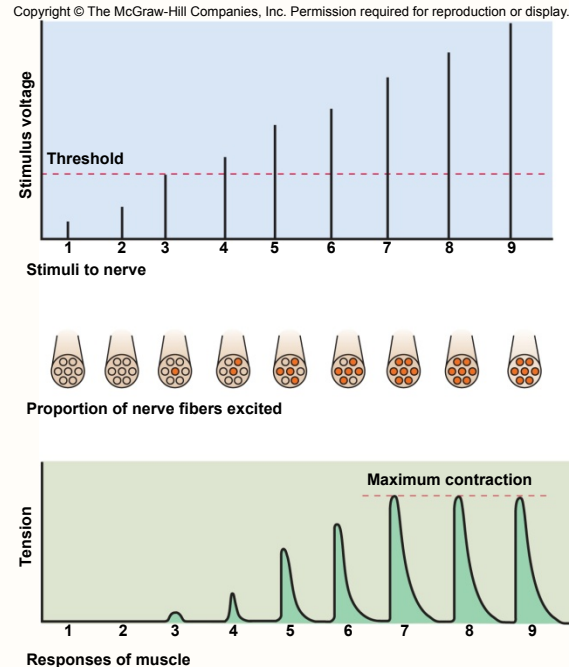 Copyright © The McGraw-Hill Companies, Inc. Permission required for reproduction or display.
Stimulus voltage
Threshold
1 2 3 4 5 6 7 8 9
Stimuli to nerve
Proportion of nerve fibers excited
Maximum contraction
Tension
1 2 3 4 5 6 7 8 9
Responses of muscle